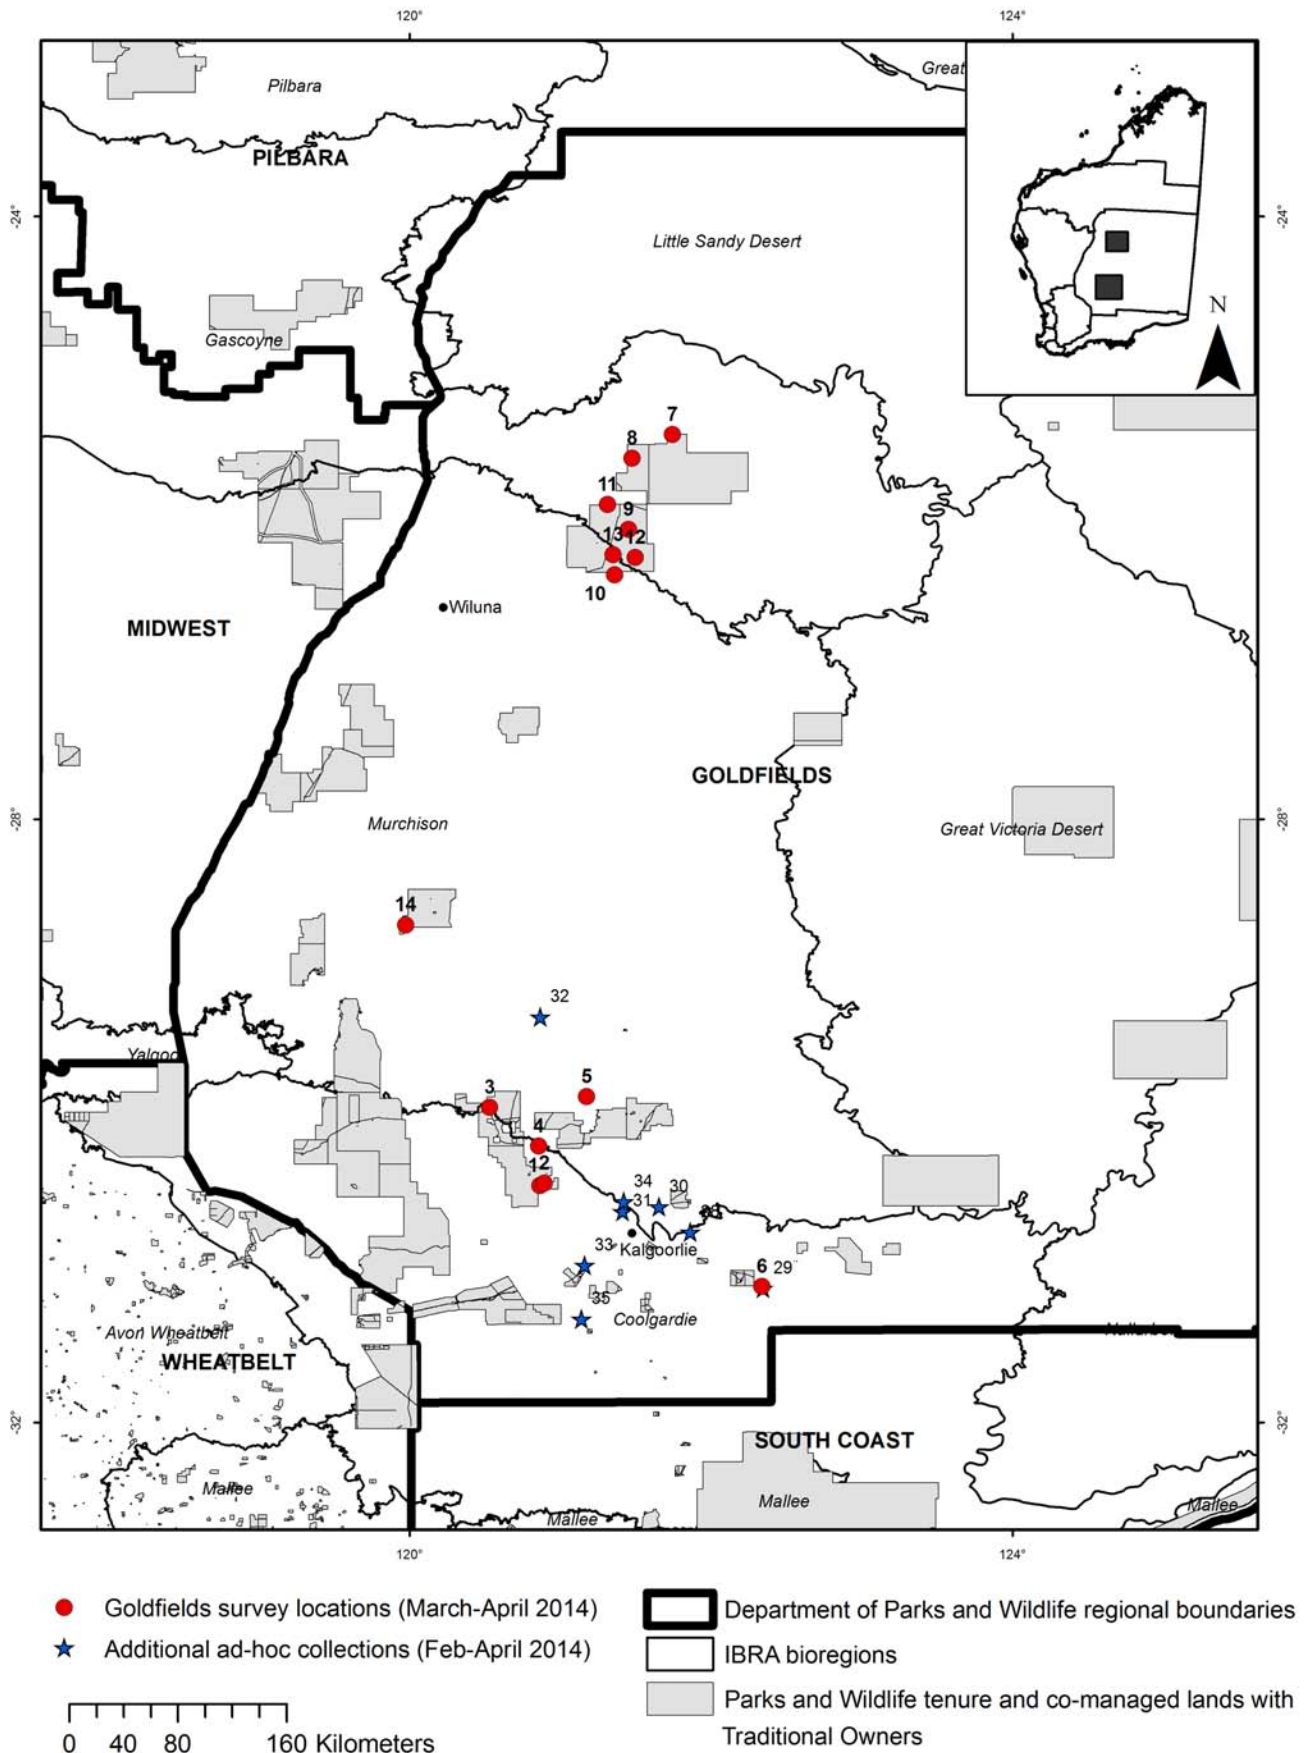 120°
124°
Pilbara
Great
PILBARA
-24°
-24°
Little Sandy Desert
N
Gascoyne
7
8
11
9
13
12
10
Wiluna
MIDWEST
GOLDFIELDS
-28°
-28°
Murchison
Great Victoria Desert
14
32
Yalgoo
5
3
4
12
34
30
31
33
Kalgoorlie
6
29
35
Coolgardie
Avon Wheatbelt
WHEATBELT
-32°
-32°
SOUTH COAST
Mallee
Mallee
Mallee
Mallee
120°
124°
Goldfields survey locations (March-April 2014)
Additional ad-hoc collections (Feb-April 2014)
0 40 80 160 Kilometers
Department of Parks and Wildlife regional boundaries
IBRA bioregions
Parks and Wildlife tenure and co-managed lands with
Traditional Owners